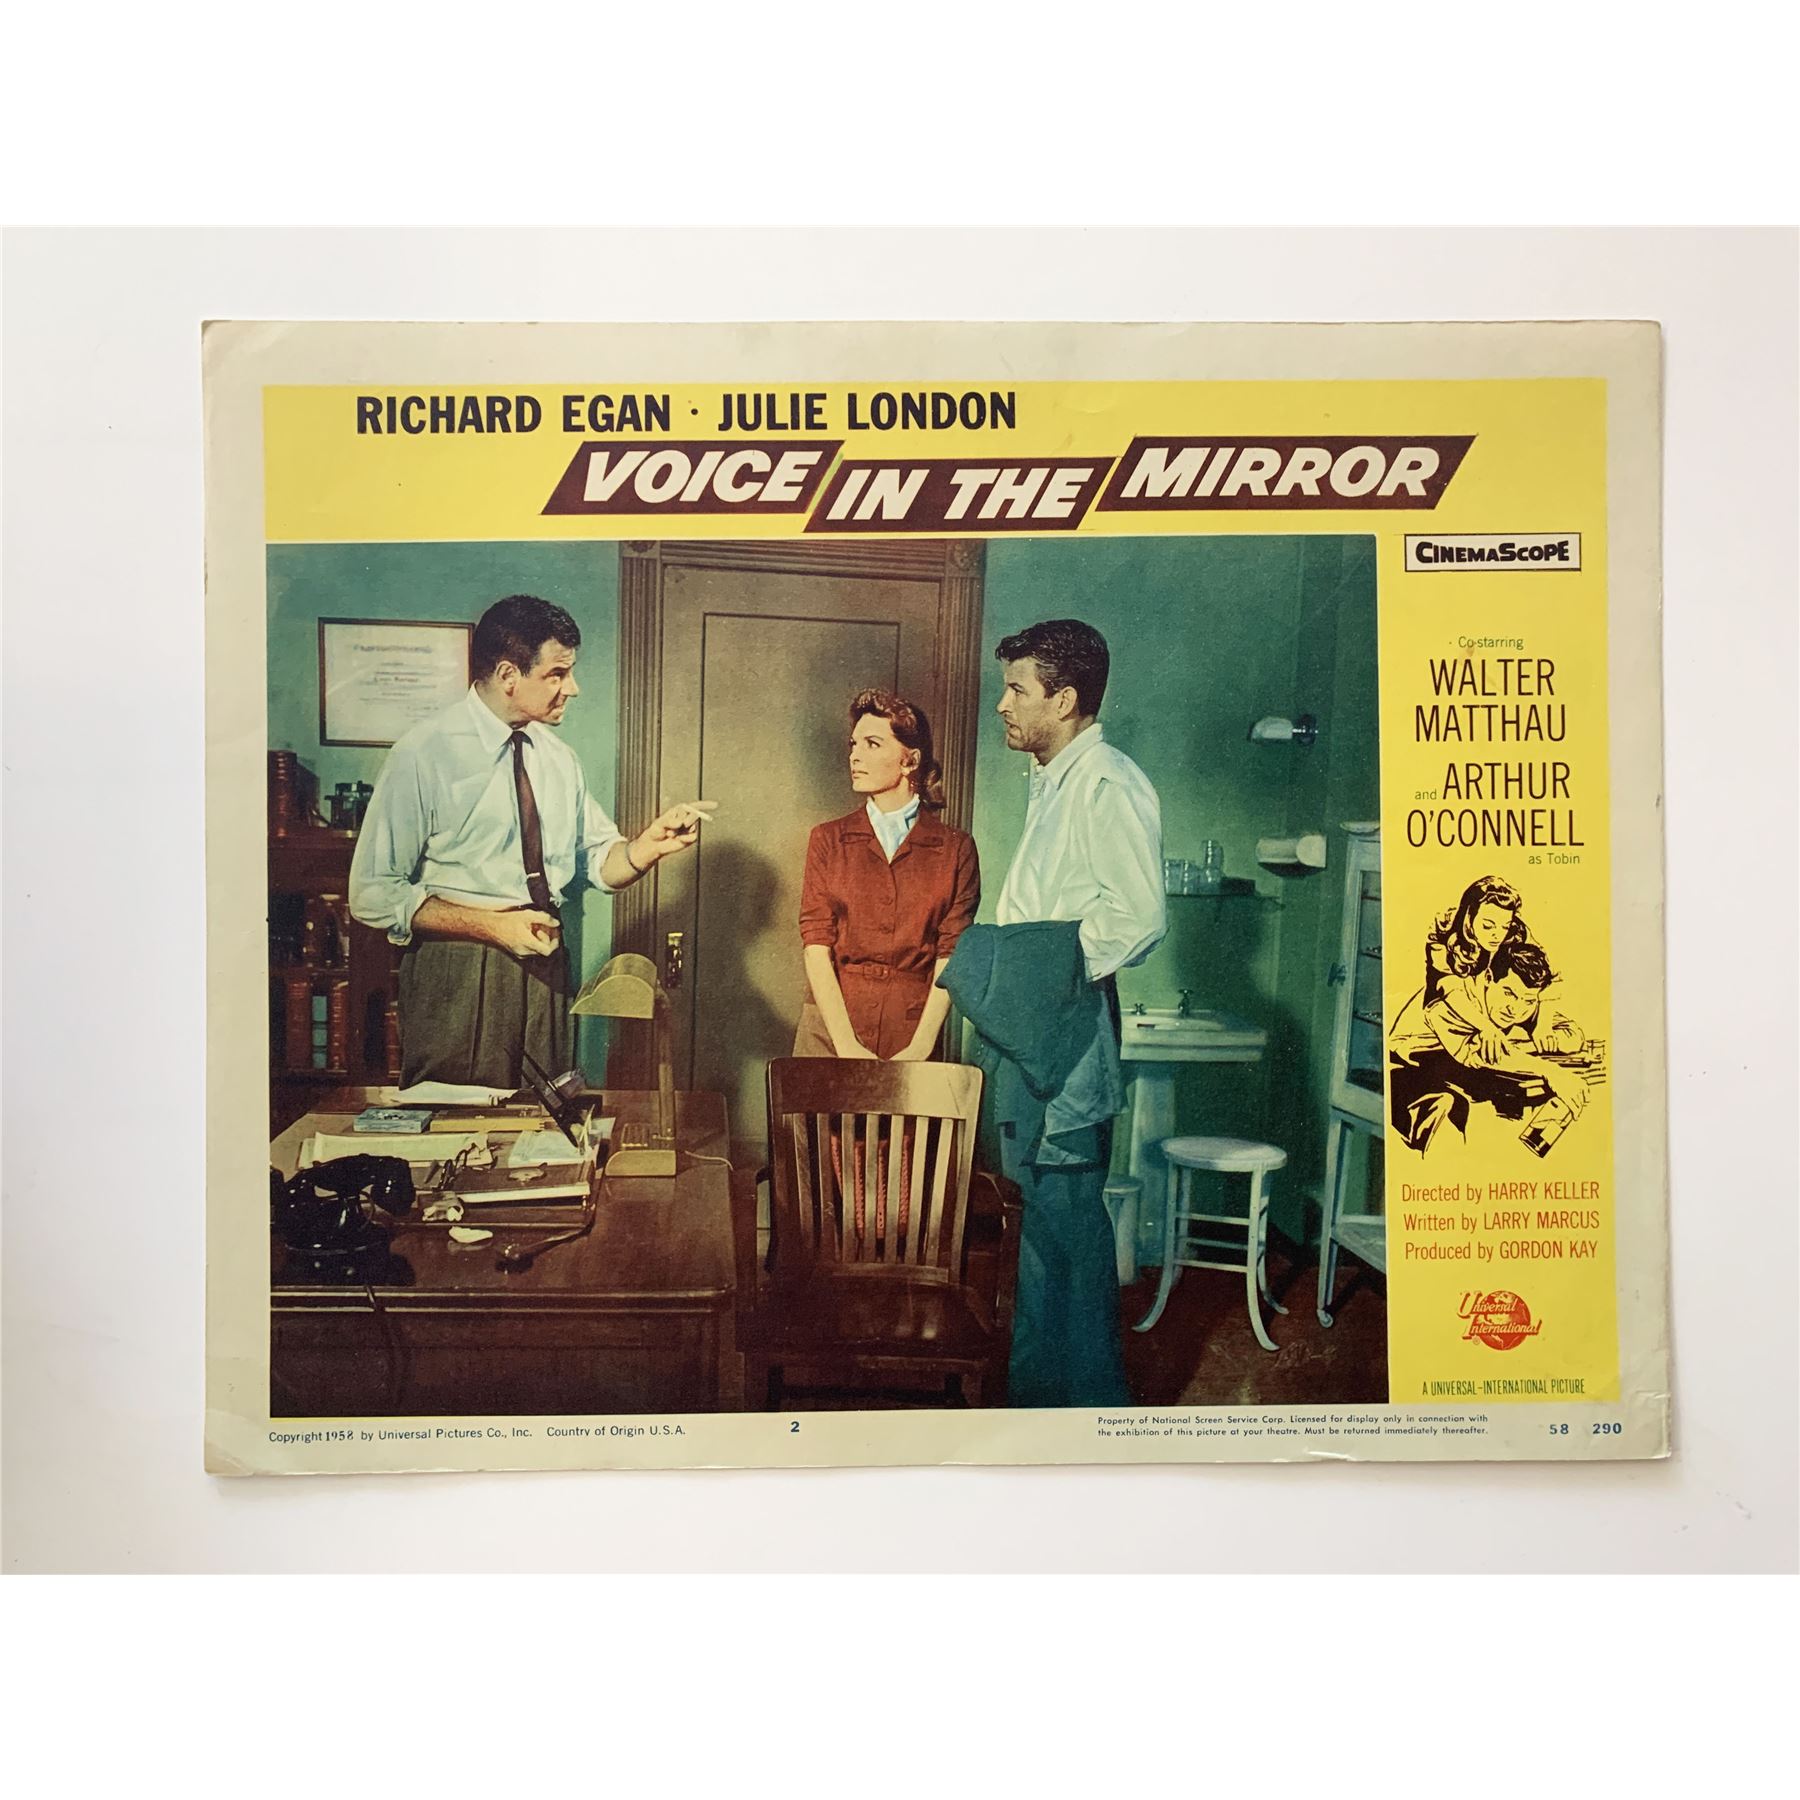 RICHARD EGAN · JULIE LONDON
VOICE IN THE MIRROR
CINEMASCOPE
Co-starring
WALTER
MATTHAU
and ARTHUR
O'CONNELL
as Tobin
Directed by HARRY KELLER
Written by LARRY MARCUS
Produced by GORDON KAY
Universal
International
A UNIVERSAL-INTERNATIONAL PICTURE
Copyright 1958 by Universal Pictures Co., Inc. Country of Origin U.S.A.
2
Property of National Screen Service Corp. Licensed for display only in connection with
the exhibition of this picture at your theatre. Must be returned immediately thereafter.
58 290